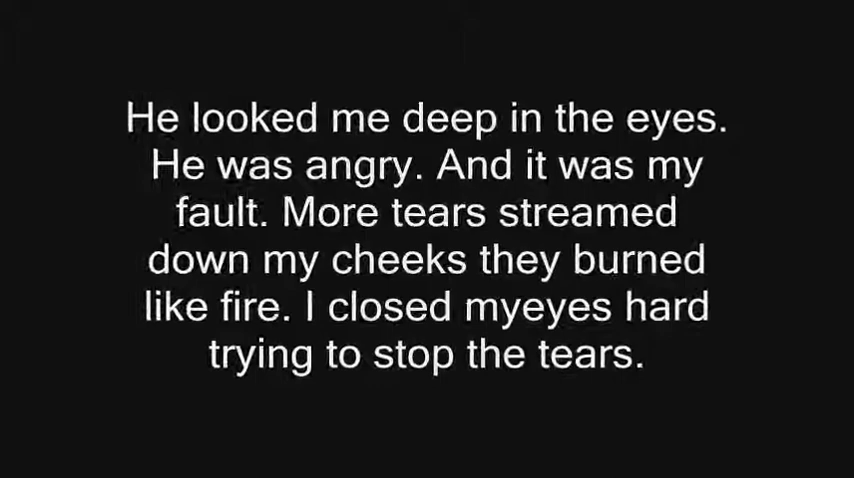 He looked me deep in the eyes.
He was angry. And it was my
fault. More tears streamed
down my cheeks they burned
like fire. I closed myeyes hard
trying to stop the tears.